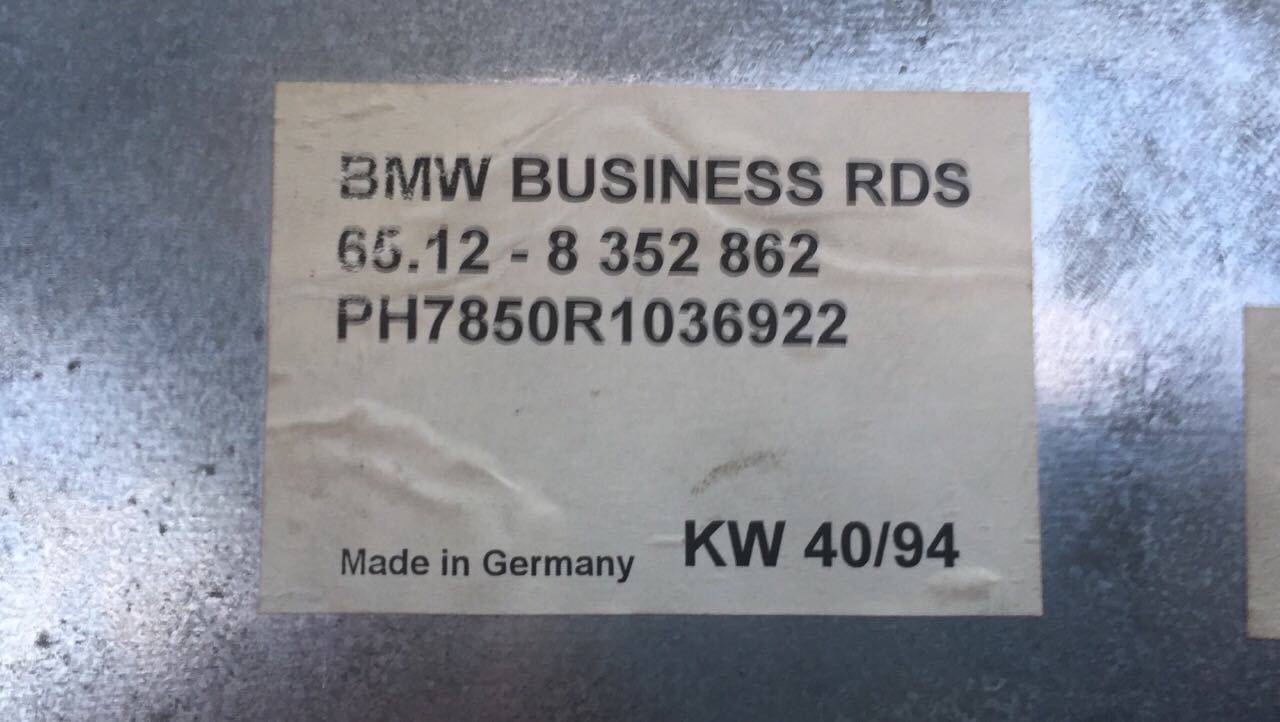 BMW BUSINESS RDS
65.12 - 8 352 862
PH7850R1036922
Made in Germany KW 40/94